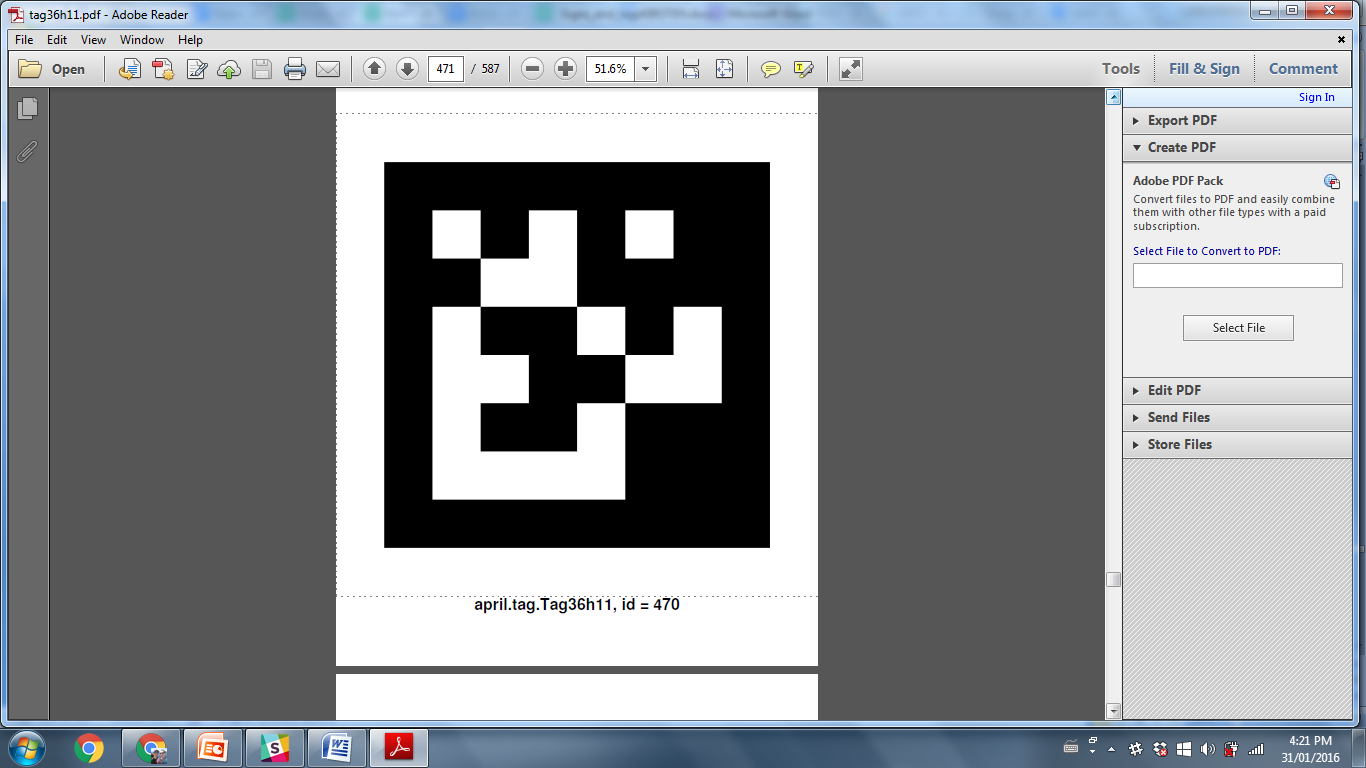 tag36h11.pdf - Adobe Reader
File Edit View Window Help
Open 471 / 587 51.6% Tools Fill & Sign Comment
Sign In
Export PDF
Create PDF
Adobe PDF Pack
Convert files to PDF and easily combine
them with other file types with a paid
subscription.
Select File to Convert to PDF:
Select File
Edit PDF
Send Files
Store Files
april.tag.Tag36h11, id = 470
4:21 PM
31/01/2016